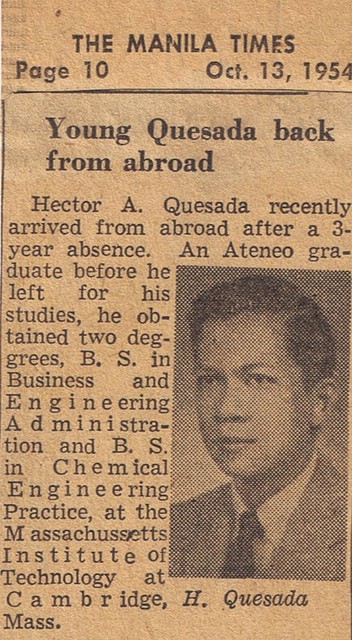 THE MANILA TIMES
Page 10 Oct. 13, 1954
Young Quesada back
from abroad
Hector A. Quesada recently
arrived from abroad after a 3-
year absence. An Ateneo gra-
duate before he
left for his
studies, he ob-
tained two deg-
grees, B. S. in
Business and
Engineering
Administra-
tion and B. S.
in Chemical
Engineering
Practice, at the
Massachussetts
Institute of
Technology at
Cambridge,
Mass.
H. Quesada